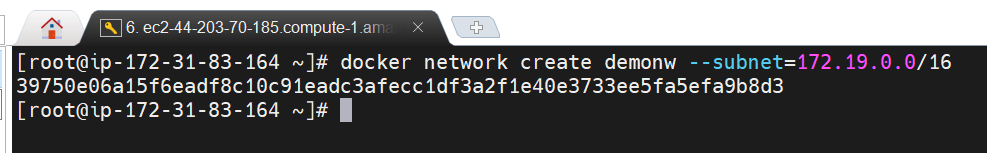 6. ec2-44-203-70-185.compute-1.ama
[root@ip-172-31-83-164 ~]# docker network create demonw --subnet=172.19.0.0/16
39750e06a15f6eadf8c10c91eadc3afecc1df3a2f1e40e3733ee5fa5efa9b8d3
[root@ip-172-31-83-164 ~]#